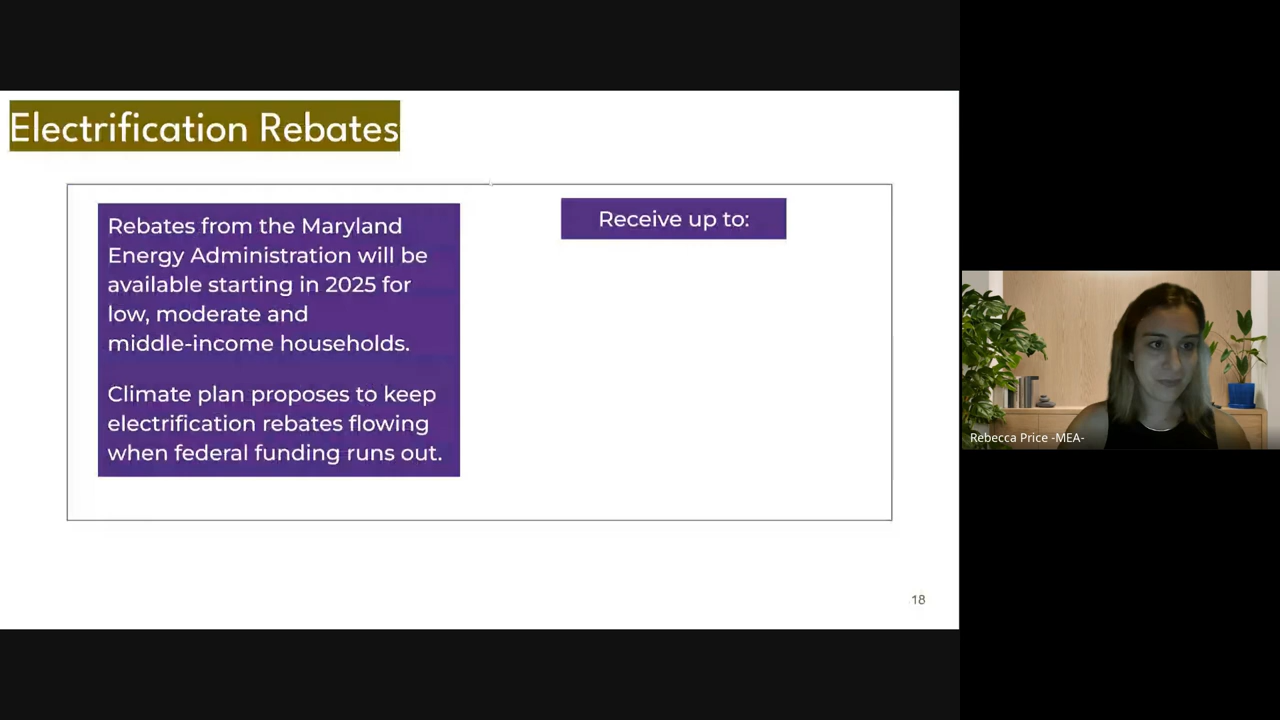 Electrification Rebates
Rebates from the Maryland
Energy Administration will be
available starting in 2025 for
low, moderate and
middle-income households.
Climate plan proposes to keep
electrification rebates flowing
when federal funding runs out.
Receive up to:
18
Rebecca Price -MEA-